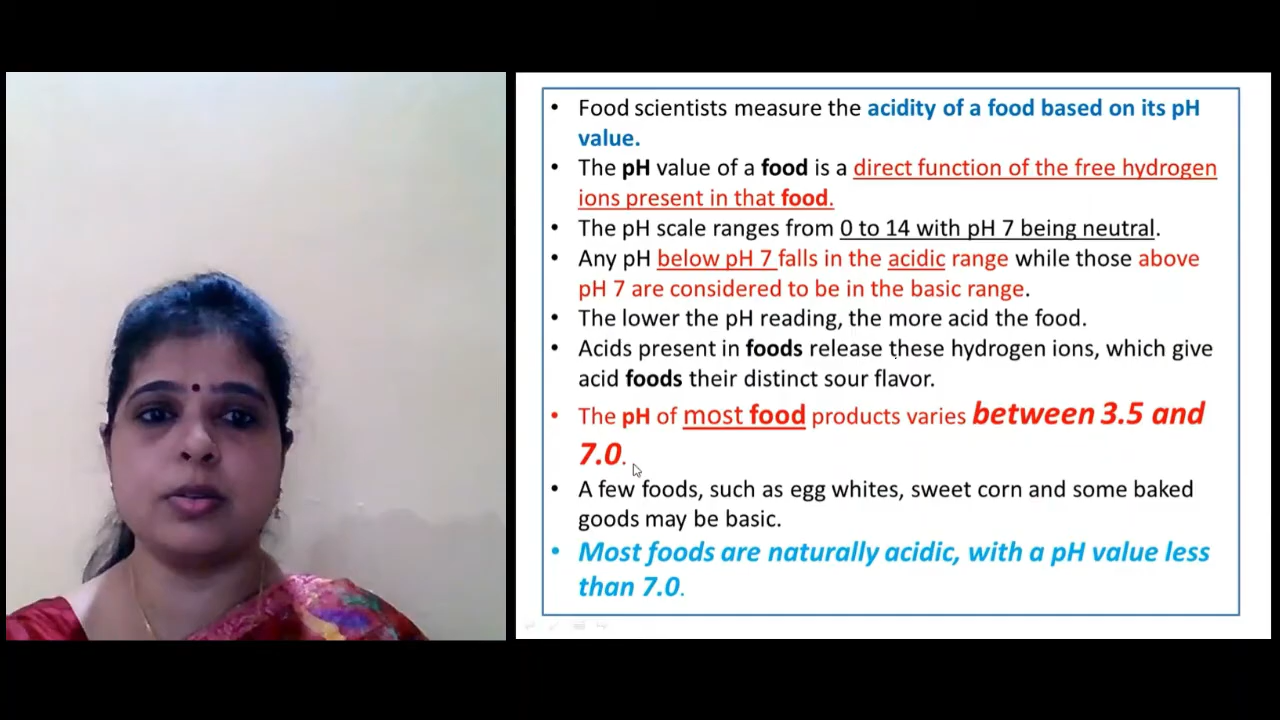 • Food scientists measure the acidity of a food based on its pH
value.
• The pH value of a food is a direct function of the free hydrogen
ions present in that food.
• The pH scale ranges from 0 to 14 with pH 7 being neutral.
• Any pH below pH 7 falls in the acidic range while those above
pH 7 are considered to be in the basic range.
• The lower the pH reading, the more acid the food.
• Acids present in foods release these hydrogen ions, which give
acid foods their distinct sour flavor.
• The pH of most food products varies between 3.5 and
7.0.
• A few foods, such as egg whites, sweet corn and some baked
goods may be basic.
• Most foods are naturally acidic, with a pH value less
than 7.0.